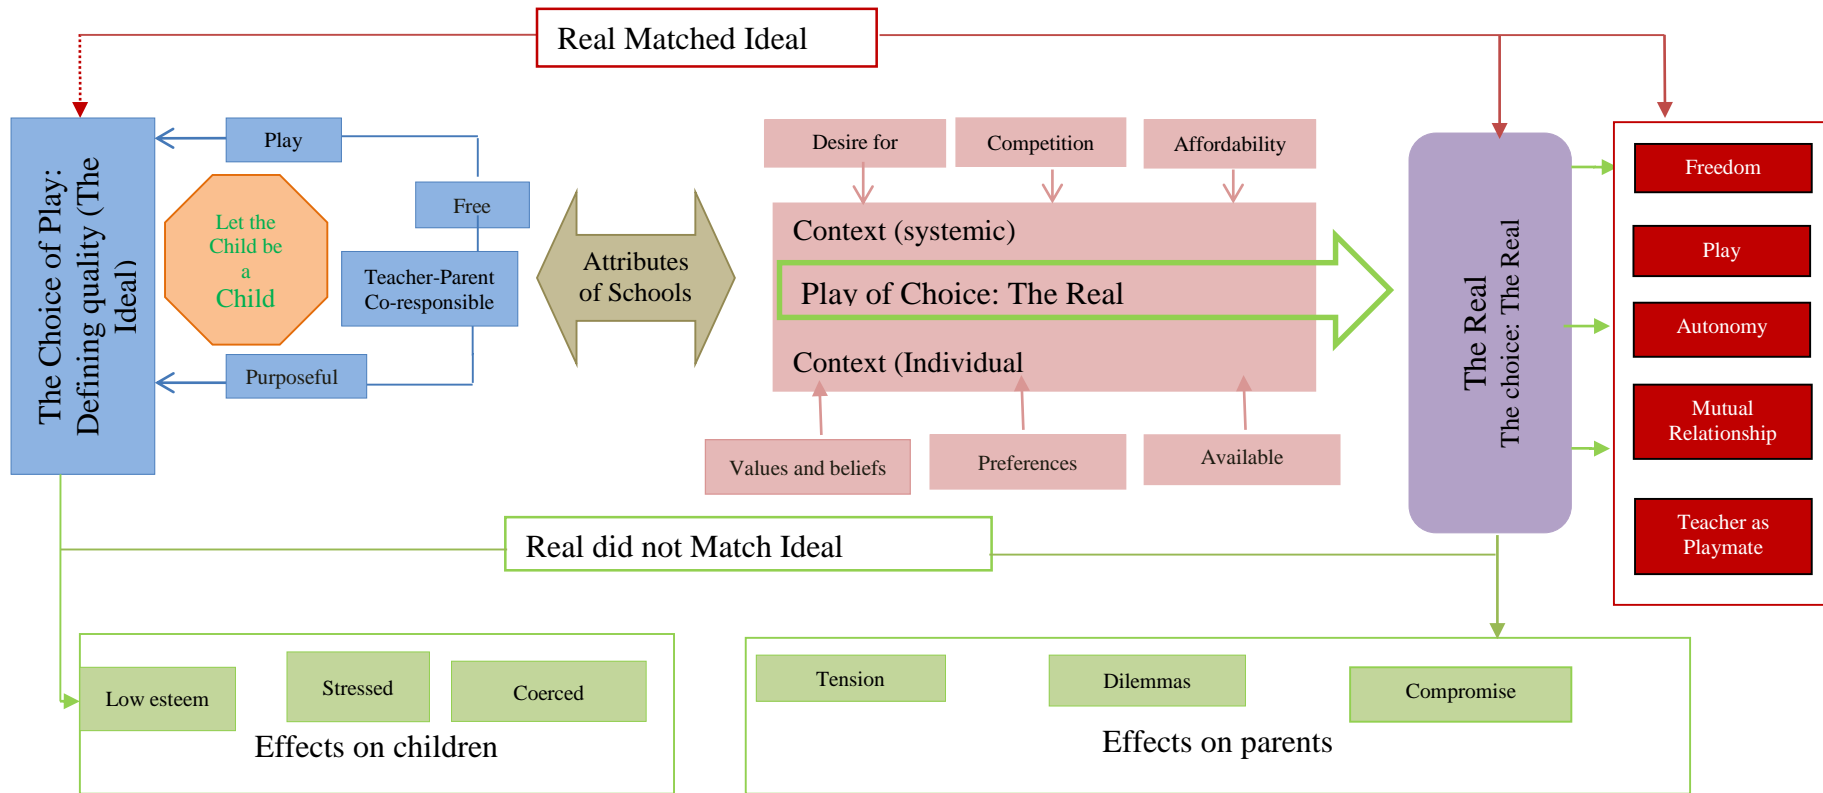 Real Matched Ideal
The Choice of Play:
Defining quality (The
Ideal)
Play
Free
Teacher-Parent
Co-responsible
Purposeful
Let the
Child be
a
Child
Attributes
of Schools
Desire for
Competition
Affordability
Context (systemic)
Play of Choice: The Real
Context (Individual
Values and beliefs
Preferences
Available
The Real
The choice: The Real
Freedom
Play
Autonomy
Mutual
Relationship
Teacher as
Playmate
Real did not Match Ideal
Low esteem
Stressed
Coerced
Effects on children
Tension
Dilemmas
Compromise
Effects on parents